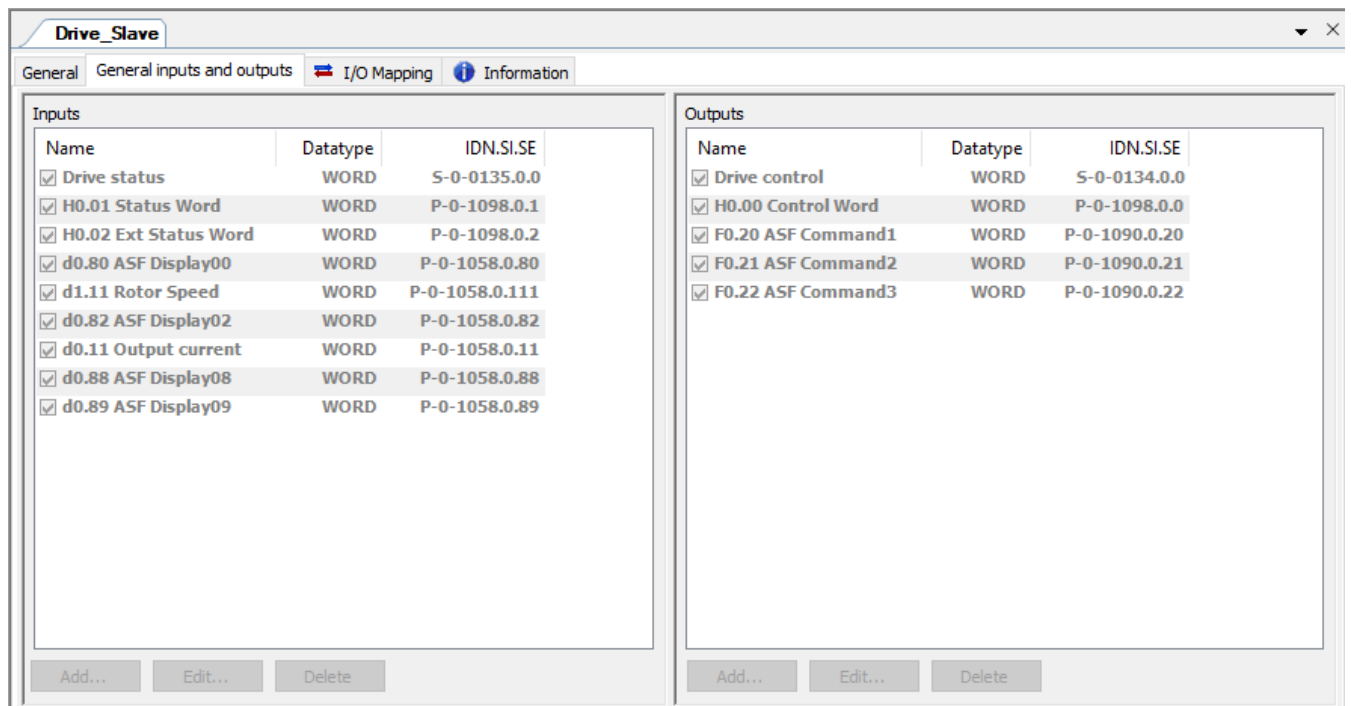 Drive_Slave
General General inputs and outputs I/O Mapping Information
Inputs
Name Datatype IDN.SI.SE
Drive status WORD S-0-0135.0.0
H0.01 Status Word WORD P-0-1098.0.1
H0.02 Ext Status Word WORD P-0-1098.0.2
d0.80 ASF Display00 WORD P-0-1058.0.80
d1.11 Rotor Speed WORD P-0-1058.0.111
d0.82 ASF Display02 WORD P-0-1058.0.82
d0.11 Output current WORD P-0-1058.0.11
d0.88 ASF Display08 WORD P-0-1058.0.88
d0.89 ASF Display09 WORD P-0-1058.0.89
Add... Edit... Delete
Outputs
Name Datatype IDN.SI.SE
Drive control WORD S-0-0134.0.0
H0.00 Control Word WORD P-0-1098.0.0
F0.20 ASF Command1 WORD P-0-1090.0.20
F0.21 ASF Command2 WORD P-0-1090.0.21
F0.22 ASF Command3 WORD P-0-1090.0.22
Add... Edit... Delete